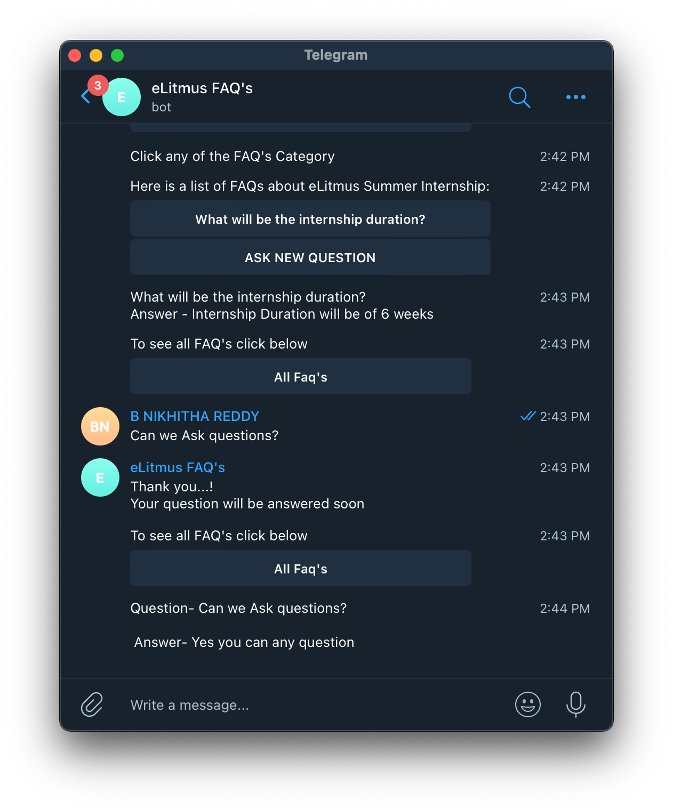 Telegram
3
E
eLitmus FAQ's
bot
Click any of the FAQ's Category 2:42 PM
Here is a list of FAQs about eLitmus Summer Internship: 2:42 PM
What will be the internship duration?
ASK NEW QUESTION
What will be the internship duration? 2:43 PM
Answer - Internship Duration will be of 6 weeks
To see all FAQ's click below 2:43 PM
All Faq's
BN
B NIKHITHA REDDY 2:43 PM
Can we Ask questions?
E
eLitmus FAQ's 2:43 PM
Thank you...!
Your question will be answered soon
To see all FAQ's click below 2:43 PM
All Faq's
Question- Can we Ask questions? 2:44 PM
Answer- Yes you can any question
Write a message...